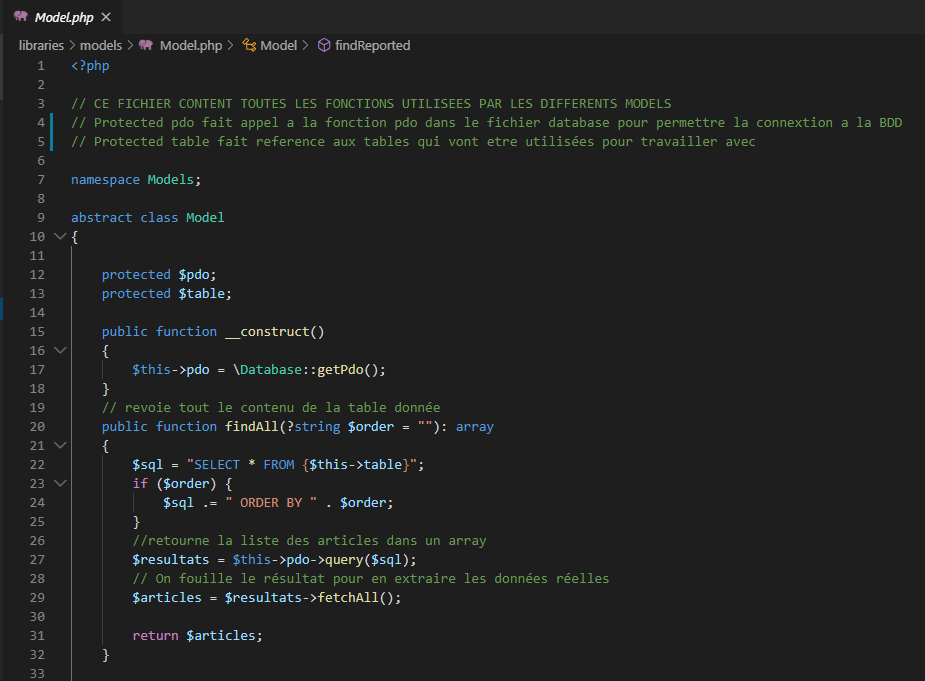 Model.php ×
libraries > models > Model.php > Model > findReported
1 <?php
2
3 // CE FICHIER CONTENT TOUTES LES FONCTIONS UTILISEES PAR LES DIFFERENTS MODELS
4 // Protected pdo fait appel a la fonction pdo dans le fichier database pour permettre la connextion a la BDD
5 // Protected table fait reference aux tables qui vont etre utilisées pour travailler avec
6
7 namespace Models;
8
9 abstract class Model
10 {
11
12     protected $pdo;
13     protected $table;
14
15     public function __construct()
16     {
17         $this->pdo = \Database::getPdo();
18     }
19     // revoie tout le contenu de la table donnée
20     public function findAll(?string $order = ""): array
21     {
22         $sql = "SELECT * FROM {$this->table}";
23         if ($order) {
24             $sql .= " ORDER BY " . $order;
25         }
26         //retourne la liste des articles dans un array
27         $resultats = $this->pdo->query($sql);
28         // On fouille le résultat pour en extraire les données réelles
29         $articles = $resultats->fetchAll();
30
31         return $articles;
32     }
33